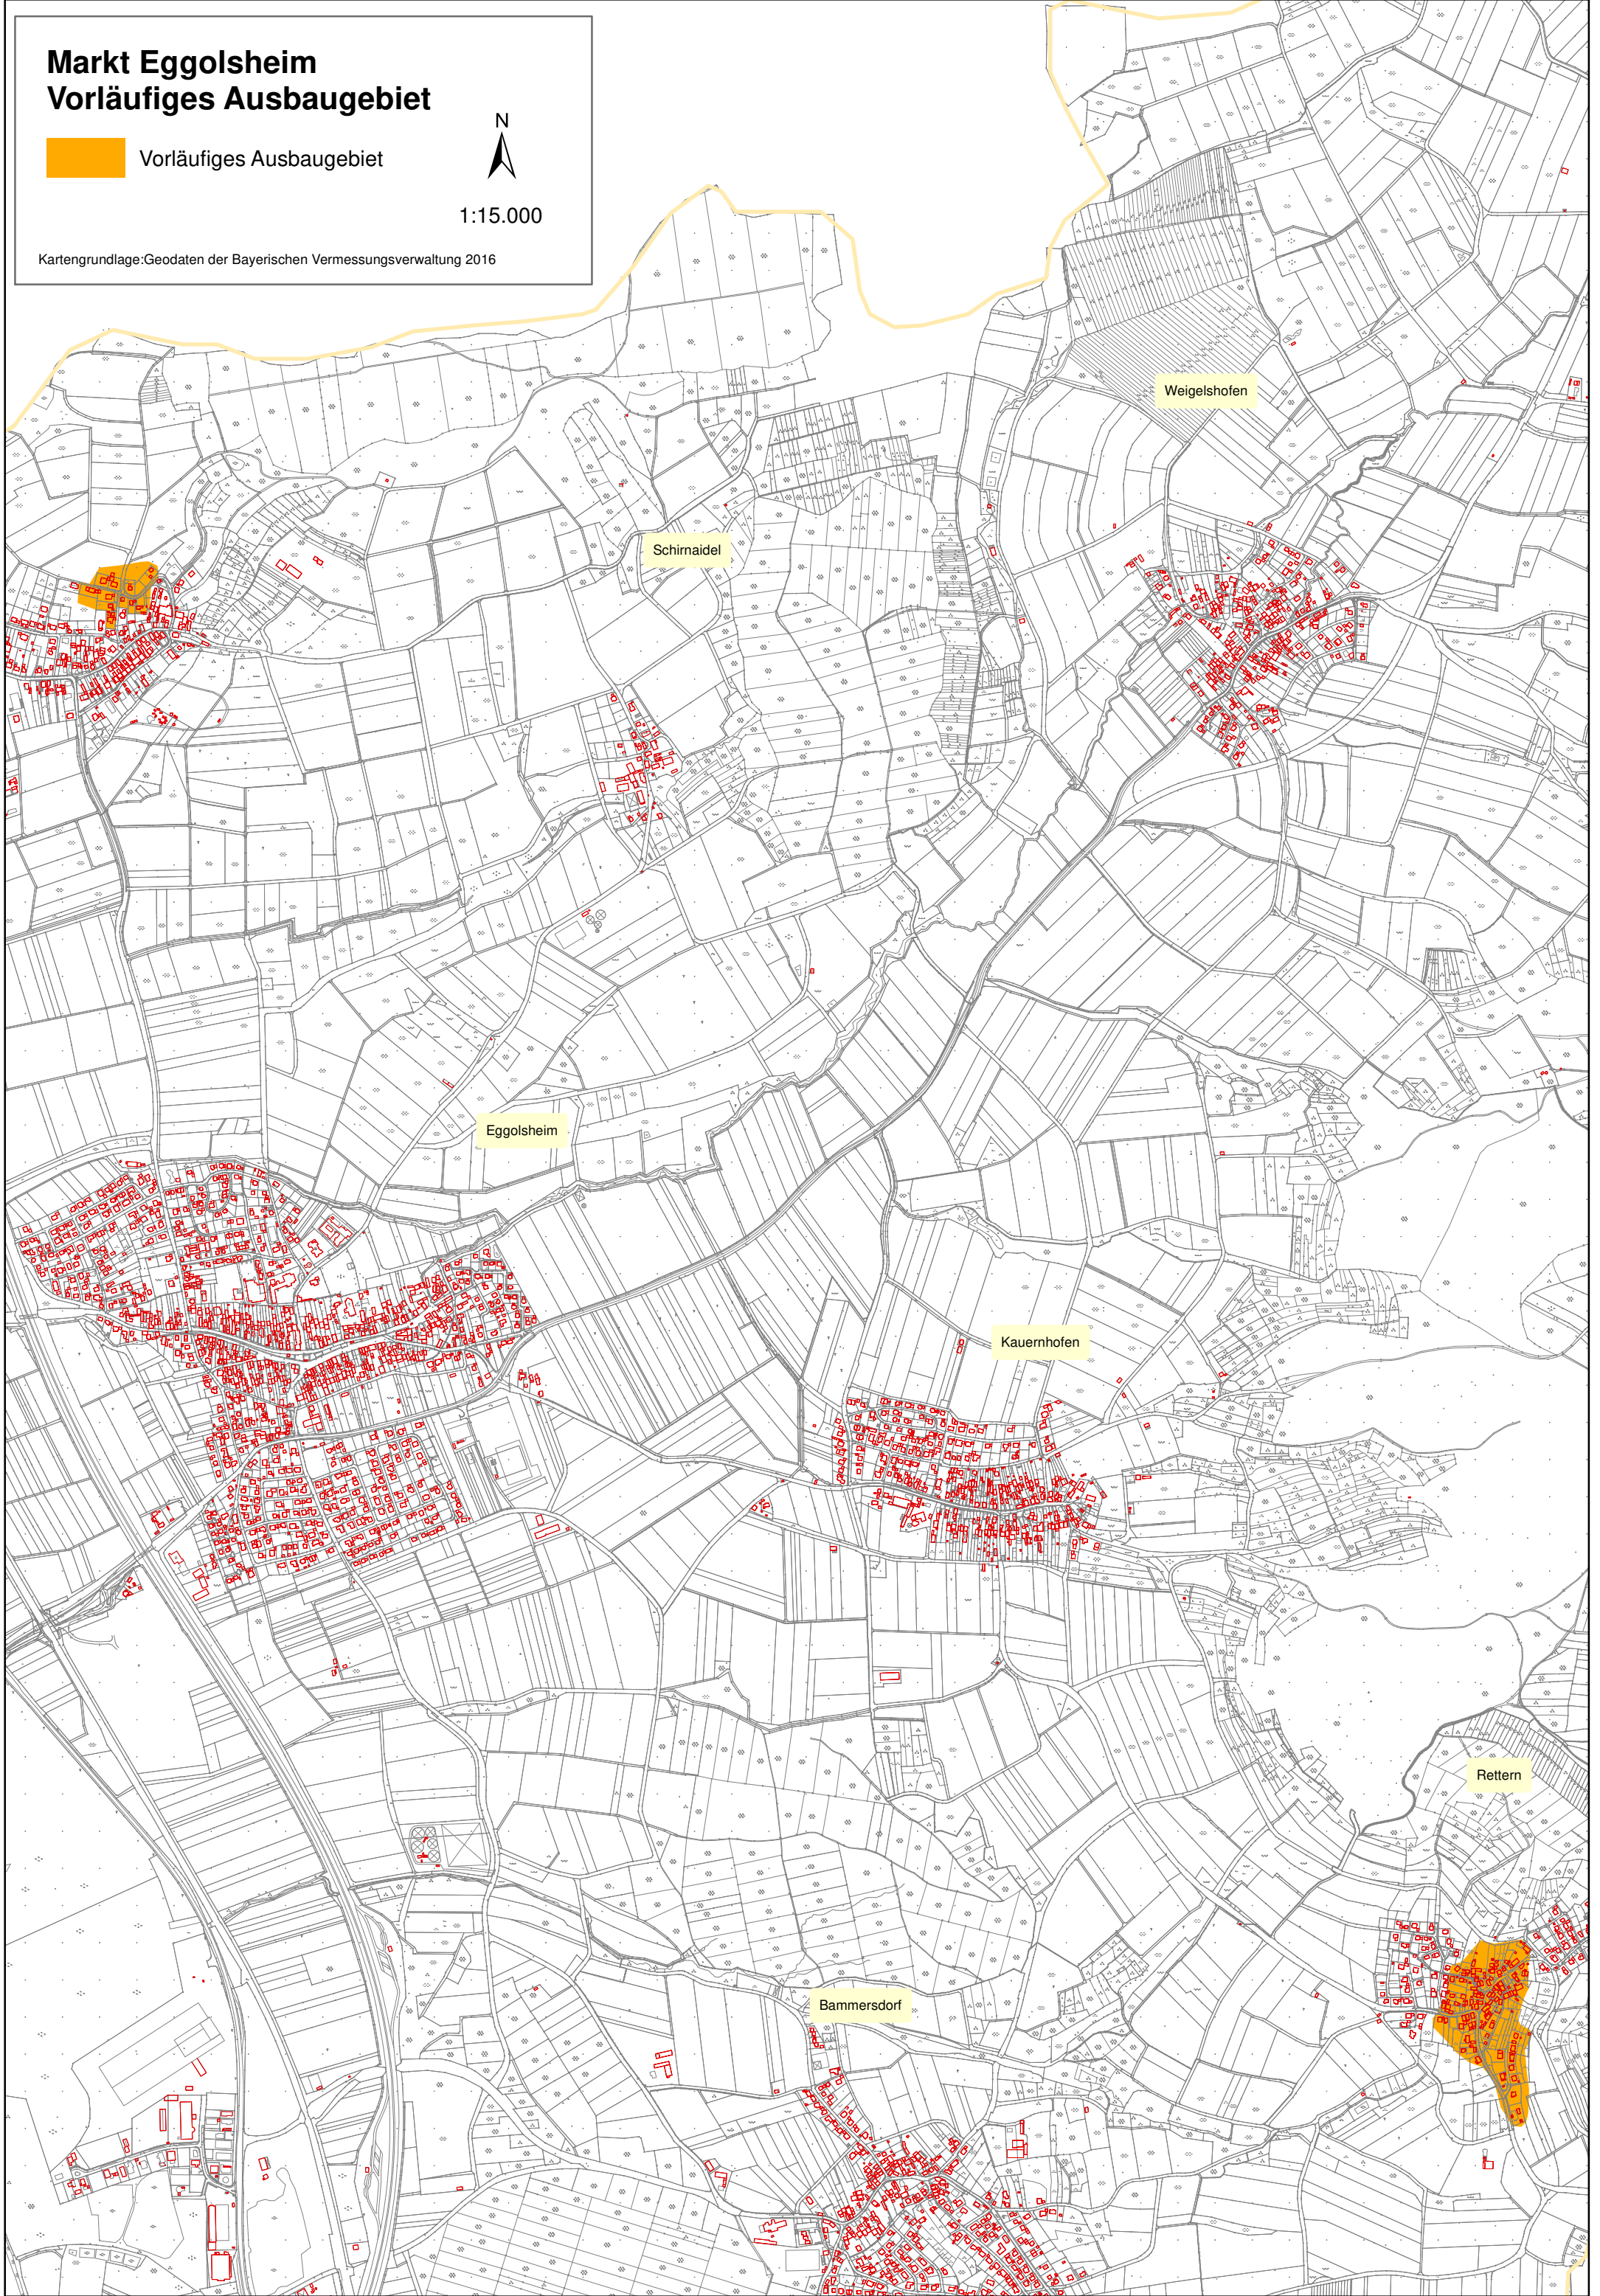 Markt Eggolsheim
Vorläufiges Ausbaugebiet
N
Vorläufiges Ausbaugebiet
1:15.000
Kartengrundlage:Geodaten der Bayerischen Vermessungsverwaltung 2016
Weigelshofen
Schirnaidel
Eggolsheim
Kauernhofen
Rettern
Bammersdorf